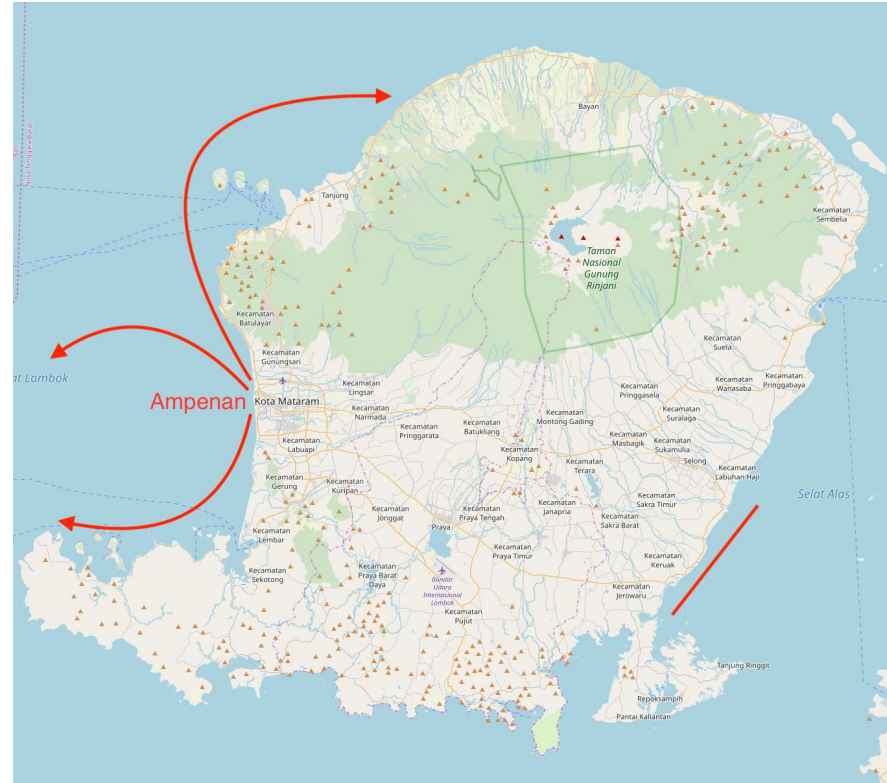 Bayan
Bali
Nusa Tenggara Barat
Tanjung
Kecamatan
Sembelia
Taman
Nasional
Gunung
Rinjani
Kecamatan
Batulayar
Kecamatan
Gunungsari
Kecamatan
Suela
at Lombok
Kecamatan
Lingsar
Kecamatan
Pringgasela
Kecamatan
Wanasaba
Kecamatan
Pringgabaya
Ampenan
Kota Mataram
Kecamatan
Narmada
Kecamatan
Montong Gading
Kecamatan
Suralaga
Kecamatan
Pringgarata
Kecamatan
Batukliang
Kecamatan
Masbagik
Kecamatan
Sukamulia
Kecamatan
Labuapi
Kecamatan
Kopang
Kecamatan
Terara
Selong
Kecamatan
Labuhan Haji
Kecamatan
Gerung
Kecamatan
Kuripan
Selat Alas
Kecamatan
Jonggat
Kecamatan
Praya Tengah
Kecamatan
Janapria
Kecamatan
Sakra Timur
Kecamatan
Sakra Barat
Praya
Kecamatan
Lembar
Kecamatan
Praya Timur
Kecamatan
Keruak
Kecamatan
Sekotong
Kecamatan
Praya Barat
Daya
Bandar
Udara
Internasional
Lombok
Kecamatan
Jerowaru
Kecamatan
Pujut
Tanjung Ringgit
Repoksampih
Pantai Kaliantan